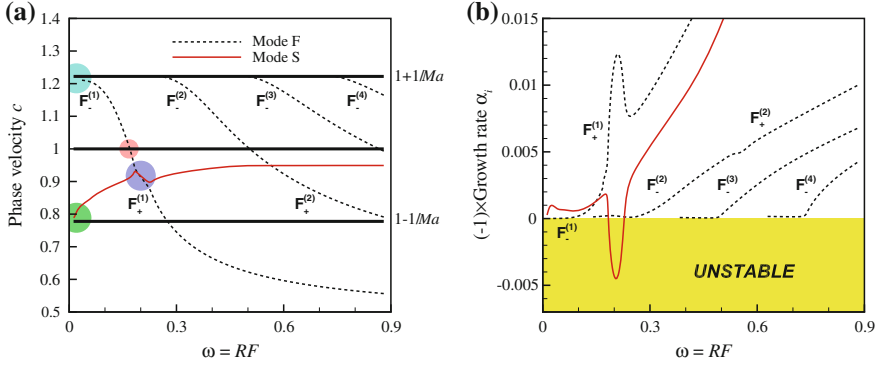 (a)
1.4
1.3
1.2
1.1
1
0.9
0.8
0.7
0.6
0.5
Phase velocity c
Mode F
Mode S
1+1/Ma
1-1/Ma
F₋⁽¹⁾
F₋⁽²⁾
F₋⁽³⁾
F₋⁽⁴⁾
F₊⁽¹⁾
F₊⁽²⁾
0 0.3 0.6 0.9
ω = RF
(b)
0.015
0.01
0.005
0
-0.005
(-1)×Growth rate αᵢ
F₊⁽¹⁾
F₊⁽²⁾
F₋⁽²⁾
F₋⁽³⁾
F₋⁽⁴⁾
F₋⁽¹⁾
UNSTABLE
0 0.3 0.6 0.9
ω = RF